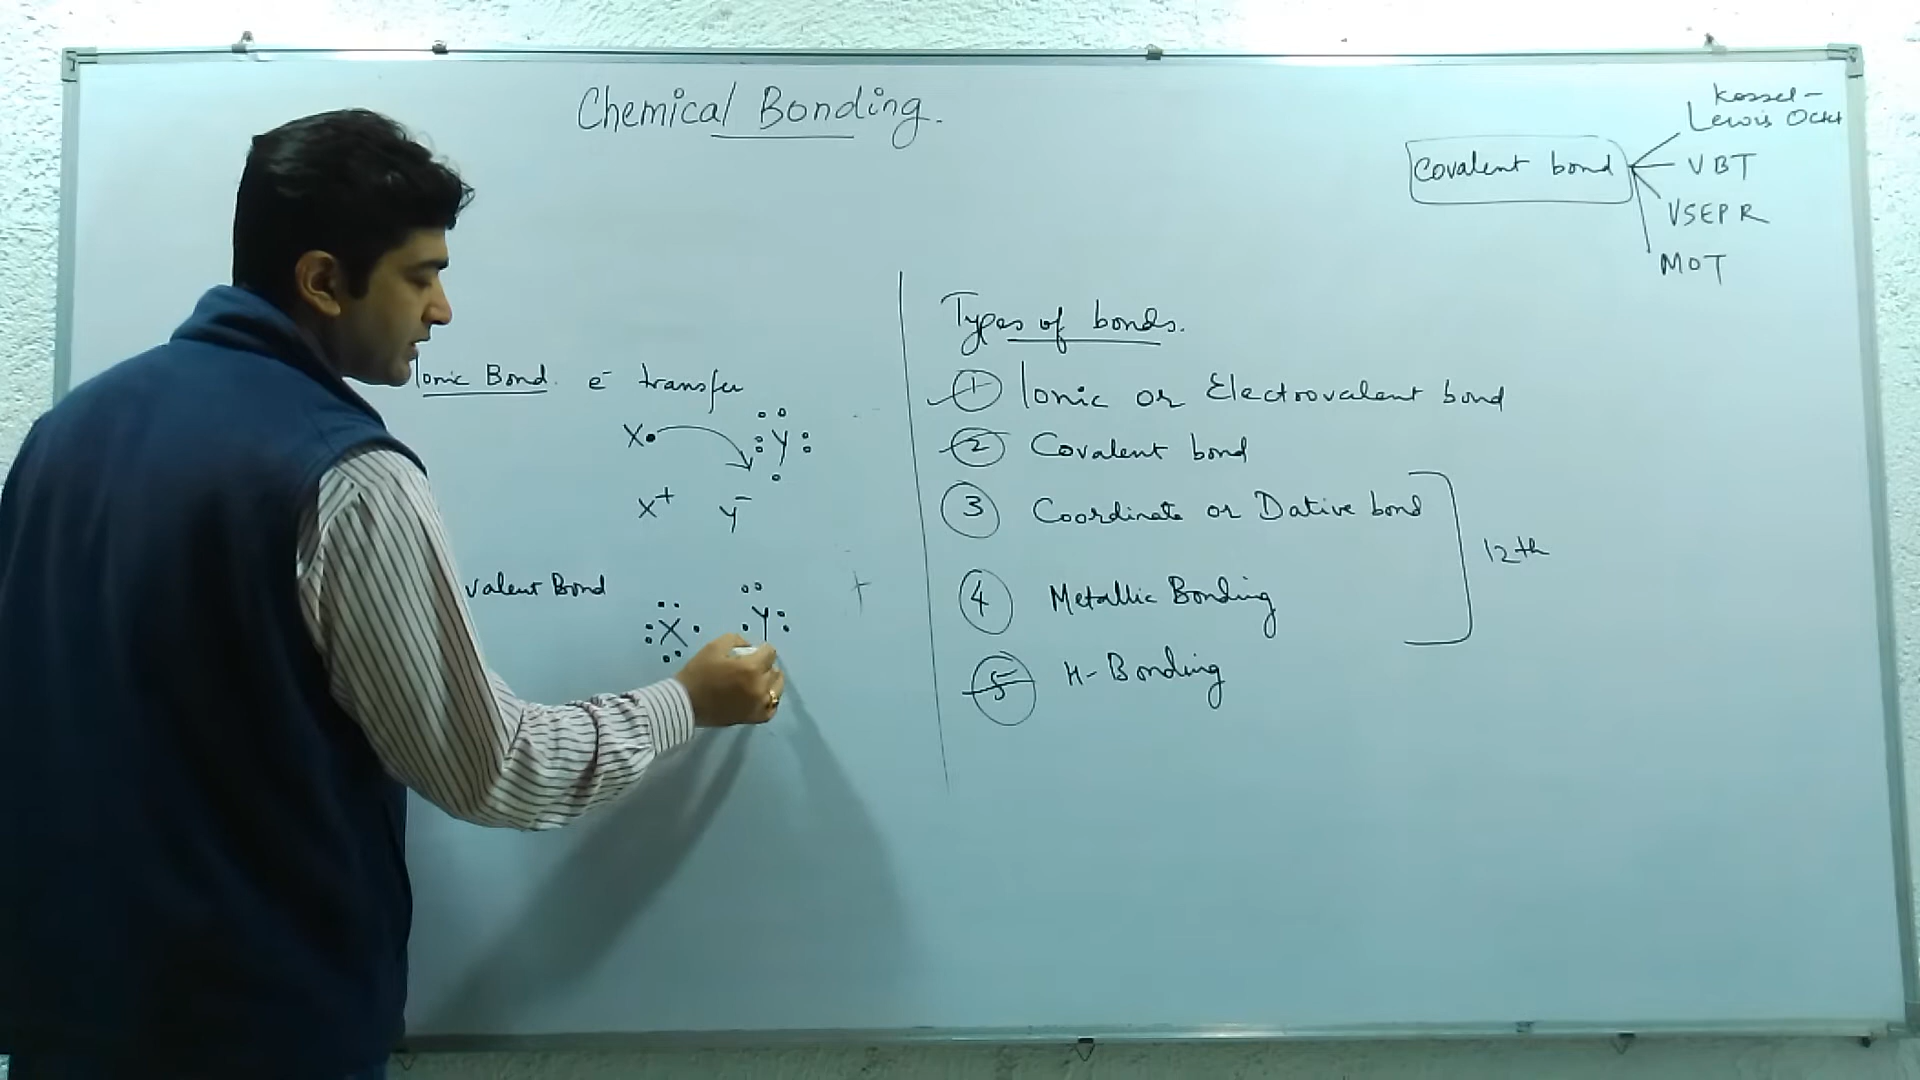 Chemical Bonding.
Kossel -
Lewis Octet
Covalent bond
VBT
VSEPR
MOT
Ionic Bond. e⁻ transfer
X Y
X⁺ Y⁻
valent Bond
X Y
Types of bonds.
1 Ionic or Electrovalent bond
2 Covalent bond
3 Coordinate or Dative bond
12th
4 Metallic Bonding
5 H-Bonding